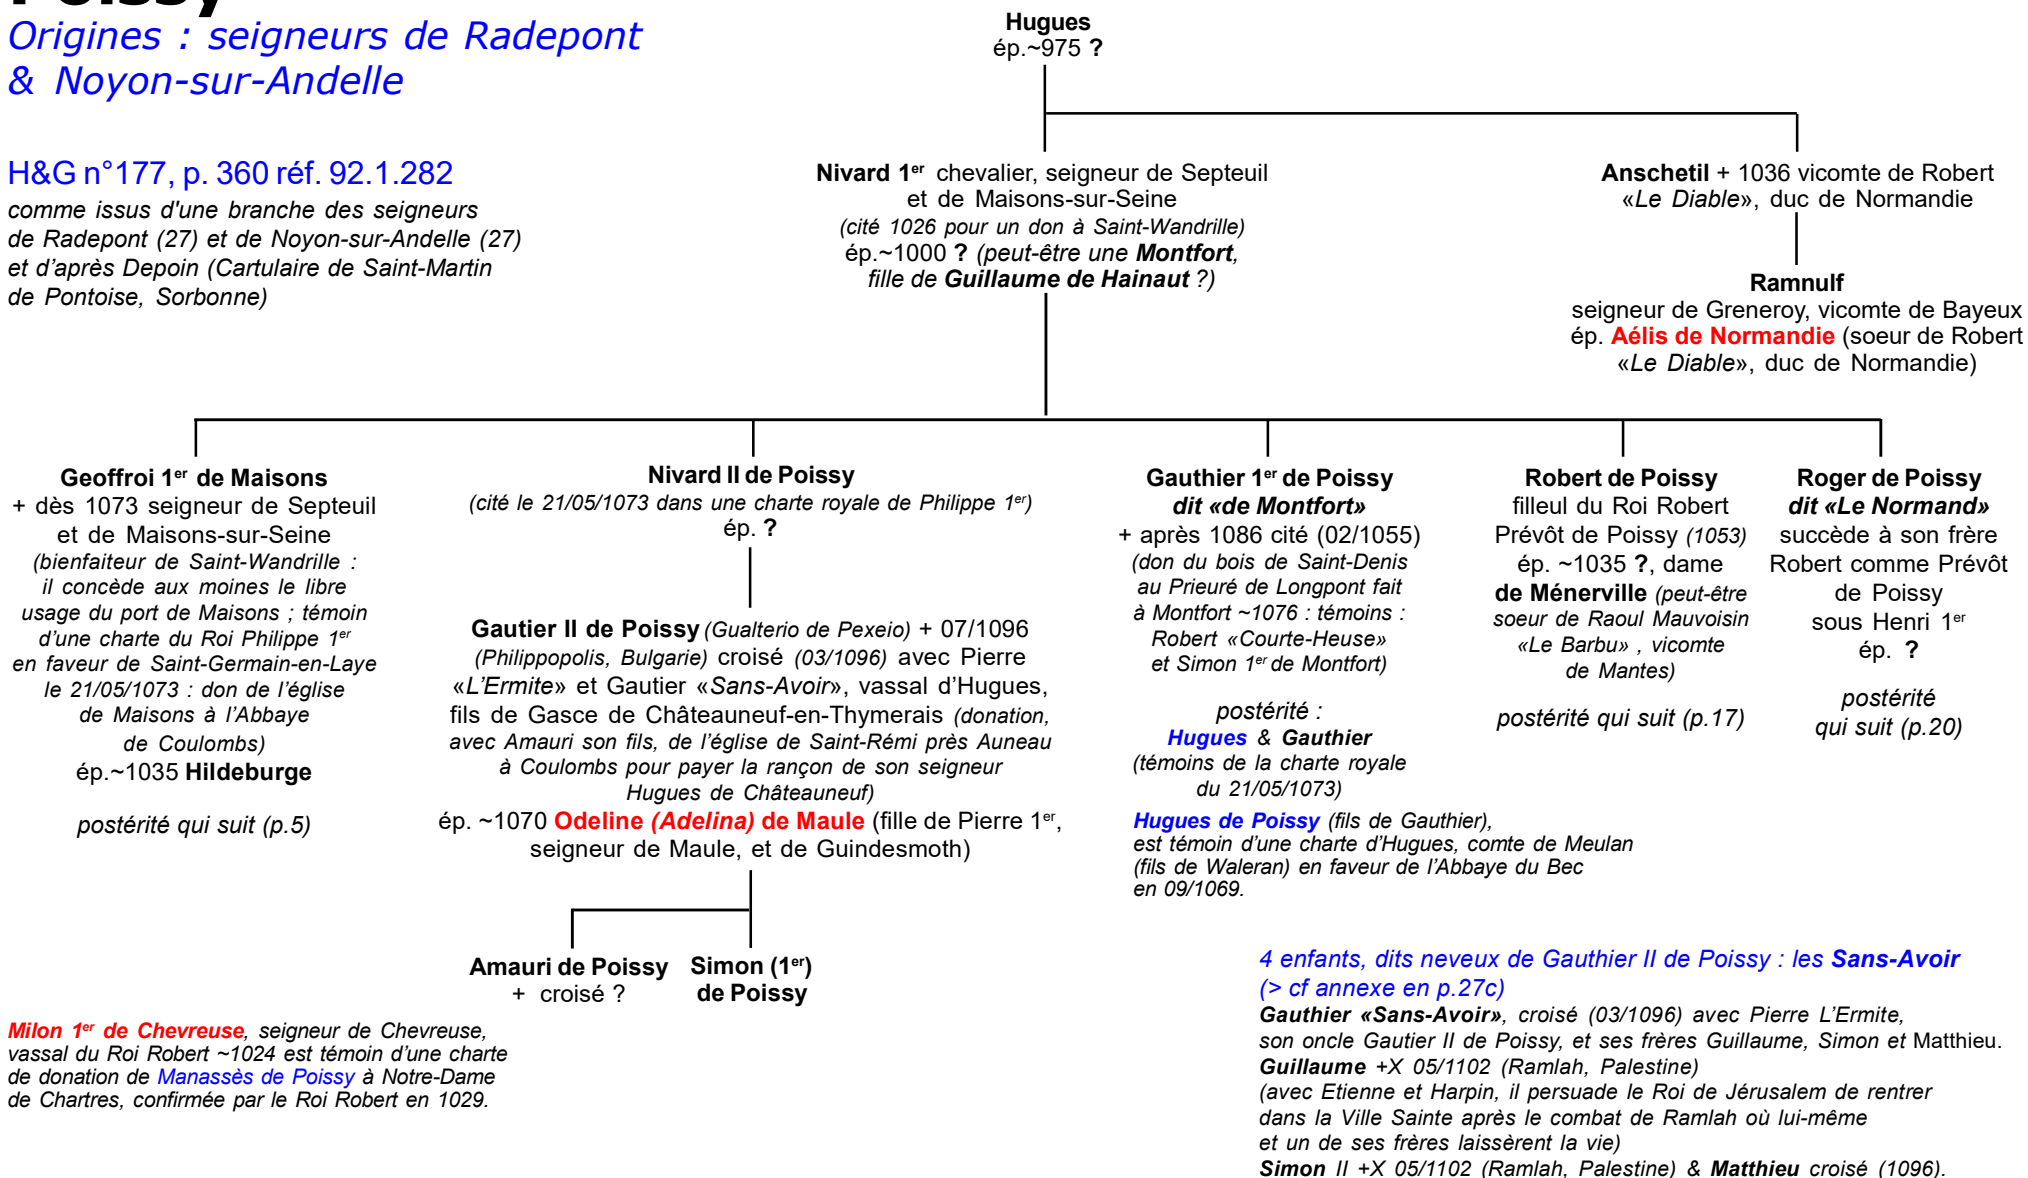 Poissy
Origines : seigneurs de Radepont
& Noyon-sur-Andelle
H&G n°177, p. 360 réf. 92.1.282
comme issus d'une branche des seigneurs
de Radepont (27) et de Noyon-sur-Andelle (27)
et d'après Depoin (Cartulaire de Saint-Martin
de Pontoise, Sorbonne)
Hugues
ép.~975 ?
Nivard 1er chevalier, seigneur de Septeuil
et de Maisons-sur-Seine
(cité 1026 pour un don à Saint-Wandrille)
ép.~1000 ? (peut-être une Montfort,
fille de Guillaume de Hainaut ?)
Anschetil + 1036 vicomte de Robert
«Le Diable», duc de Normandie
Ramnulf
seigneur de Greneroy, vicomte de Bayeux
ép. Aélis de Normandie (soeur de Robert
«Le Diable», duc de Normandie)
Geoffroi 1er de Maisons
+ dès 1073 seigneur de Septeuil
et de Maisons-sur-Seine
(bienfaiteur de Saint-Wandrille :
il concède aux moines le libre
usage du port de Maisons ; témoin
d'une charte du Roi Philippe 1er
en faveur de Saint-Germain-en-Laye
le 21/05/1073 : don de l'église
de Maisons à l'Abbaye
de Coulombs)
ép.~1035 Hildeburge
postérité qui suit (p.5)
Nivard II de Poissy
(cité le 21/05/1073 dans une charte royale de Philippe 1er)
ép. ?
Gautier II de Poissy (Gualterio de Pexeio) + 07/1096
(Philippopolis, Bulgarie) croisé (03/1096) avec Pierre
«L'Ermite» et Gautier «Sans-Avoir», vassal d'Hugues,
fils de Gasce de Châteauneuf-en-Thymerais (donation,
avec Amauri son fils, de l'église de Saint-Rémi près Auneau
à Coulombs pour payer la rançon de son seigneur
Hugues de Châteauneuf)
ép. ~1070 Odeline (Adelina) de Maule (fille de Pierre 1er,
seigneur de Maule, et de Guindesmoth)
Amauri de Poissy
+ croisé ?
Simon (1er)
de Poissy
Gauthier 1er de Poissy
dit «de Montfort»
+ après 1086 cité (02/1055)
(don du bois de Saint-Denis
au Prieuré de Longpont fait
à Montfort ~1076 : témoins :
Robert «Courte-Heuse»
et Simon 1er de Montfort)
postérité :
Hugues & Gauthier
(témoins de la charte royale
du 21/05/1073)
Hugues de Poissy (fils de Gauthier),
est témoin d'une charte d'Hugues, comte de Meulan
(fils de Waleran) en faveur de l'Abbaye du Bec
en 09/1069.
Robert de Poissy
filleul du Roi Robert
Prévôt de Poissy (1053)
ép. ~1035 ?, dame
de Ménerville (peut-être
soeur de Raoul Mauvoisin
«Le Barbu» , vicomte
de Mantes)
postérité qui suit (p.17)
Roger de Poissy
dit «Le Normand»
succède à son frère
Robert comme Prévôt
de Poissy
sous Henri 1er
ép. ?
postérité
qui suit (p.20)
Milon 1er de Chevreuse, seigneur de Chevreuse,
vassal du Roi Robert ~1024 est témoin d'une charte
de donation de Manassès de Poissy à Notre-Dame
de Chartres, confirmée par le Roi Robert en 1029.
4 enfants, dits neveux de Gauthier II de Poissy : les Sans-Avoir
(> cf annexe en p.27c)
Gauthier «Sans-Avoir», croisé (03/1096) avec Pierre L'Ermite,
son oncle Gautier II de Poissy, et ses frères Guillaume, Simon et Matthieu.
Guillaume +X 05/1102 (Ramlah, Palestine)
(avec Etienne et Harpin, il persuade le Roi de Jérusalem de rentrer
dans la Ville Sainte après le combat de Ramlah où lui-même
et un de ses frères laissèrent la vie)
Simon II +X 05/1102 (Ramlah, Palestine) & Matthieu croisé (1096).